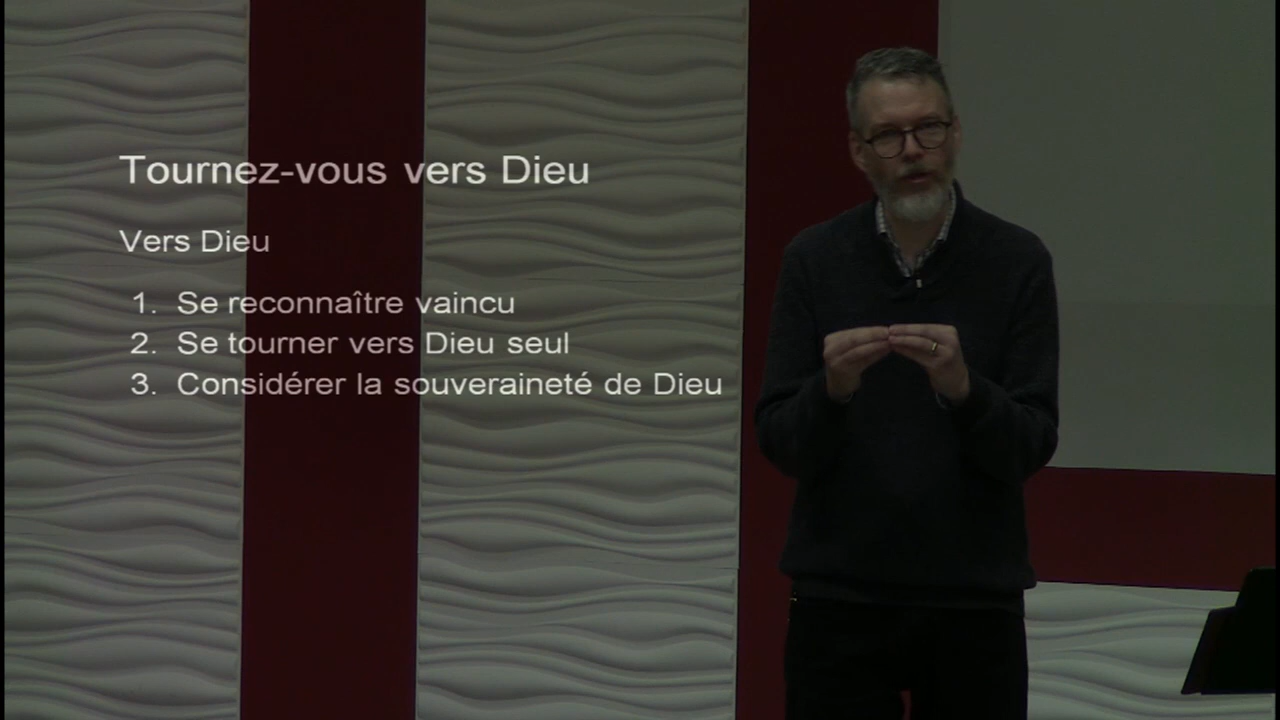 Tournez-vous vers Dieu
Vers Dieu
1. Se reconnaître vaincu
2. Se tourner vers Dieu seul
3. Considérer la souveraineté de Dieu